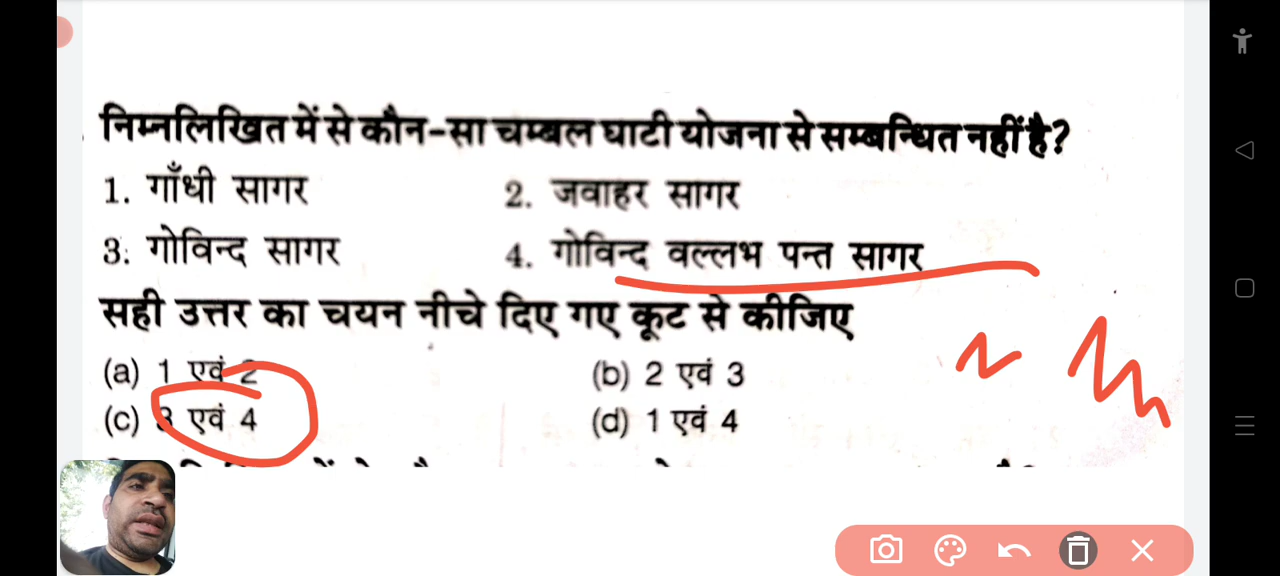 निम्नलिखित में से कौन-सा चम्बल घाटी योजना से सम्बन्धित नहीं है?
1. गाँधी सागर 2. जवाहर सागर
3. गोविन्द सागर 4. गोविन्द वल्लभ पन्त सागर
सही उत्तर का चयन नीचे दिए गए कूट से कीजिए
(a) 1 एवं 2 (b) 2 एवं 3
(c) 3 एवं 4 (d) 1 एवं 4